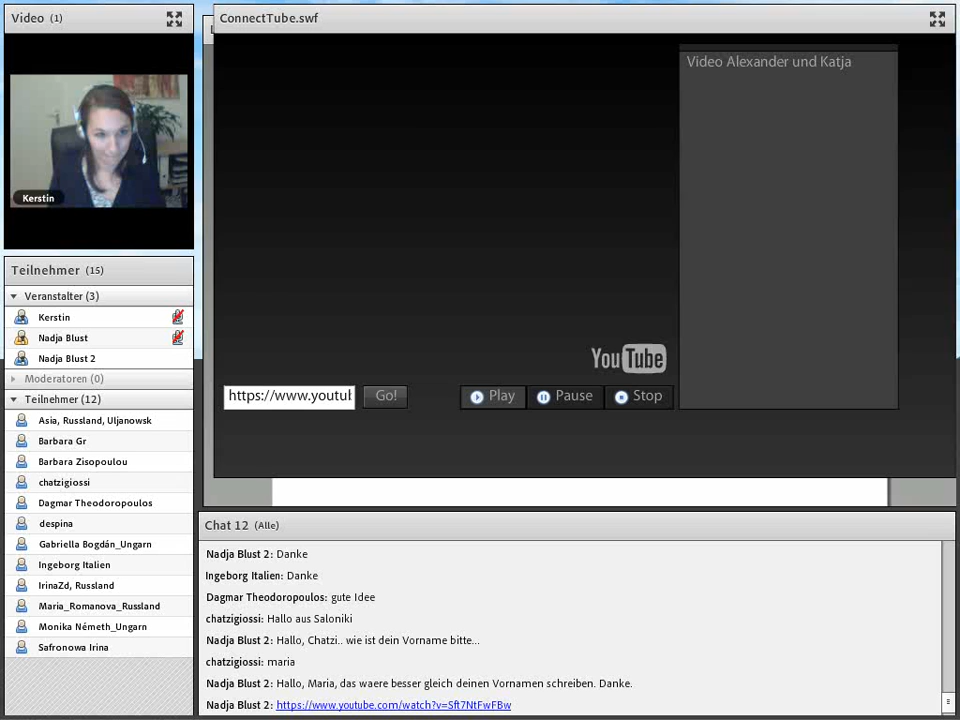 Video (1)
ConnectTube.swf
Video Alexander und Katja
Kerstin
YouTube
https://www.youtul
Go!
Play
Pause
Stop
Teilnehmer (15)
Veranstalter (3)
Kerstin
Nadja Blust
Nadja Blust 2
Moderatoren (0)
Teilnehmer (12)
Asia, Russland, Uljanowsk
Barbara Gr
Barbara Zisopoulou
chatzigiossi
Dagmar Theodoropoulos
despina
Gabriella Bogdán_Ungarn
Ingeborg Italien
IrinaZd, Russland
Maria_Romanova_Russland
Monika Németh_Ungarn
Safronowa Irina
Chat 12 (Alle)
Nadja Blust 2: Danke
Ingeborg Italien: Danke
Dagmar Theodoropoulos: gute Idee
chatzigiossi: Hallo aus Saloniki
Nadja Blust 2: Hallo, Chatzi.. wie ist dein Vorname bitte...
chatzigiossi: maria
Nadja Blust 2: Hallo, Maria, das waere besser gleich deinen Vornamen schreiben. Danke.
Nadja Blust 2: https://www.youtube.com/watch?v=Sft7NtFwFBw